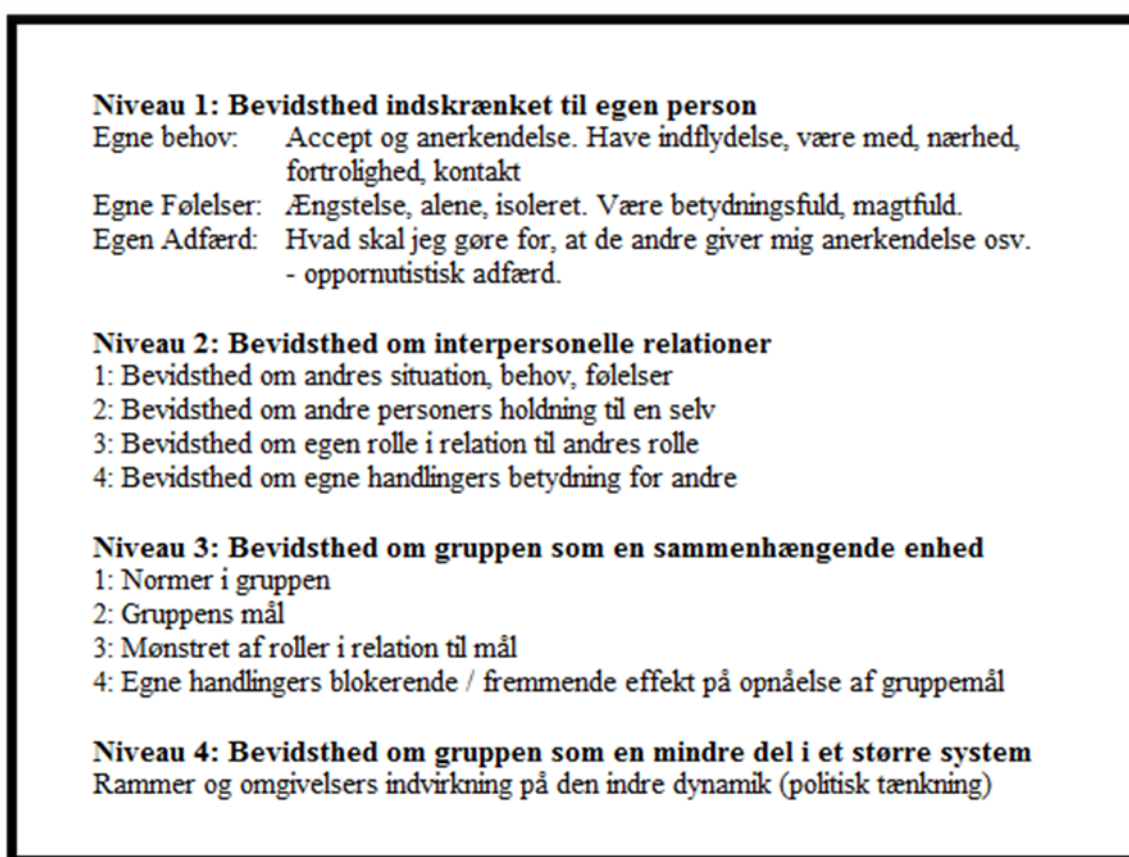 Niveau 1: Bevidsthed indskrænket til egen person
Egne behov: Accept og anerkendelse. Have indflydelse, være med, nærhed,
fortrolighed, kontakt
Egne Følelser: Ængstelse, alene, isoleret. Være betydningsfuld, magtfuld.
Egen Adfærd: Hvad skal jeg gøre for, at de andre giver mig anerkendelse osv.
- oppornutistisk adfærd.
Niveau 2: Bevidsthed om interpersonelle relationer
1: Bevidsthed om andres situation, behov, følelser
2: Bevidsthed om andre personers holdning til en selv
3: Bevidsthed om egen rolle i relation til andres rolle
4: Bevidsthed om egne handlingers betydning for andre
Niveau 3: Bevidsthed om gruppen som en sammenhængende enhed
1: Normer i gruppen
2: Gruppens mål
3: Mønstret af roller i relation til mål
4: Egne handlingers blokerende / fremmende effekt på opnåelse af gruppemål
Niveau 4: Bevidsthed om gruppen som en mindre del i et større system
Rammer og omgivelsers indvirkning på den indre dynamik (politisk tænkning)